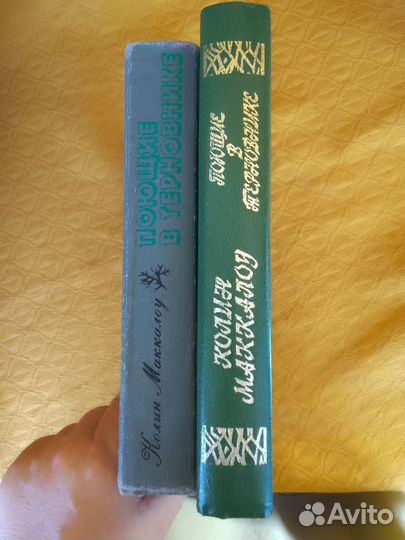 Колин Маккалоу
ПОЮЩИЕ
В ТЕРНОВНИКЕ
КОЛИН
МАККАЛОУ
ПОЮЩИЕ
В
ТЕРНОВНИКЕ
Avito